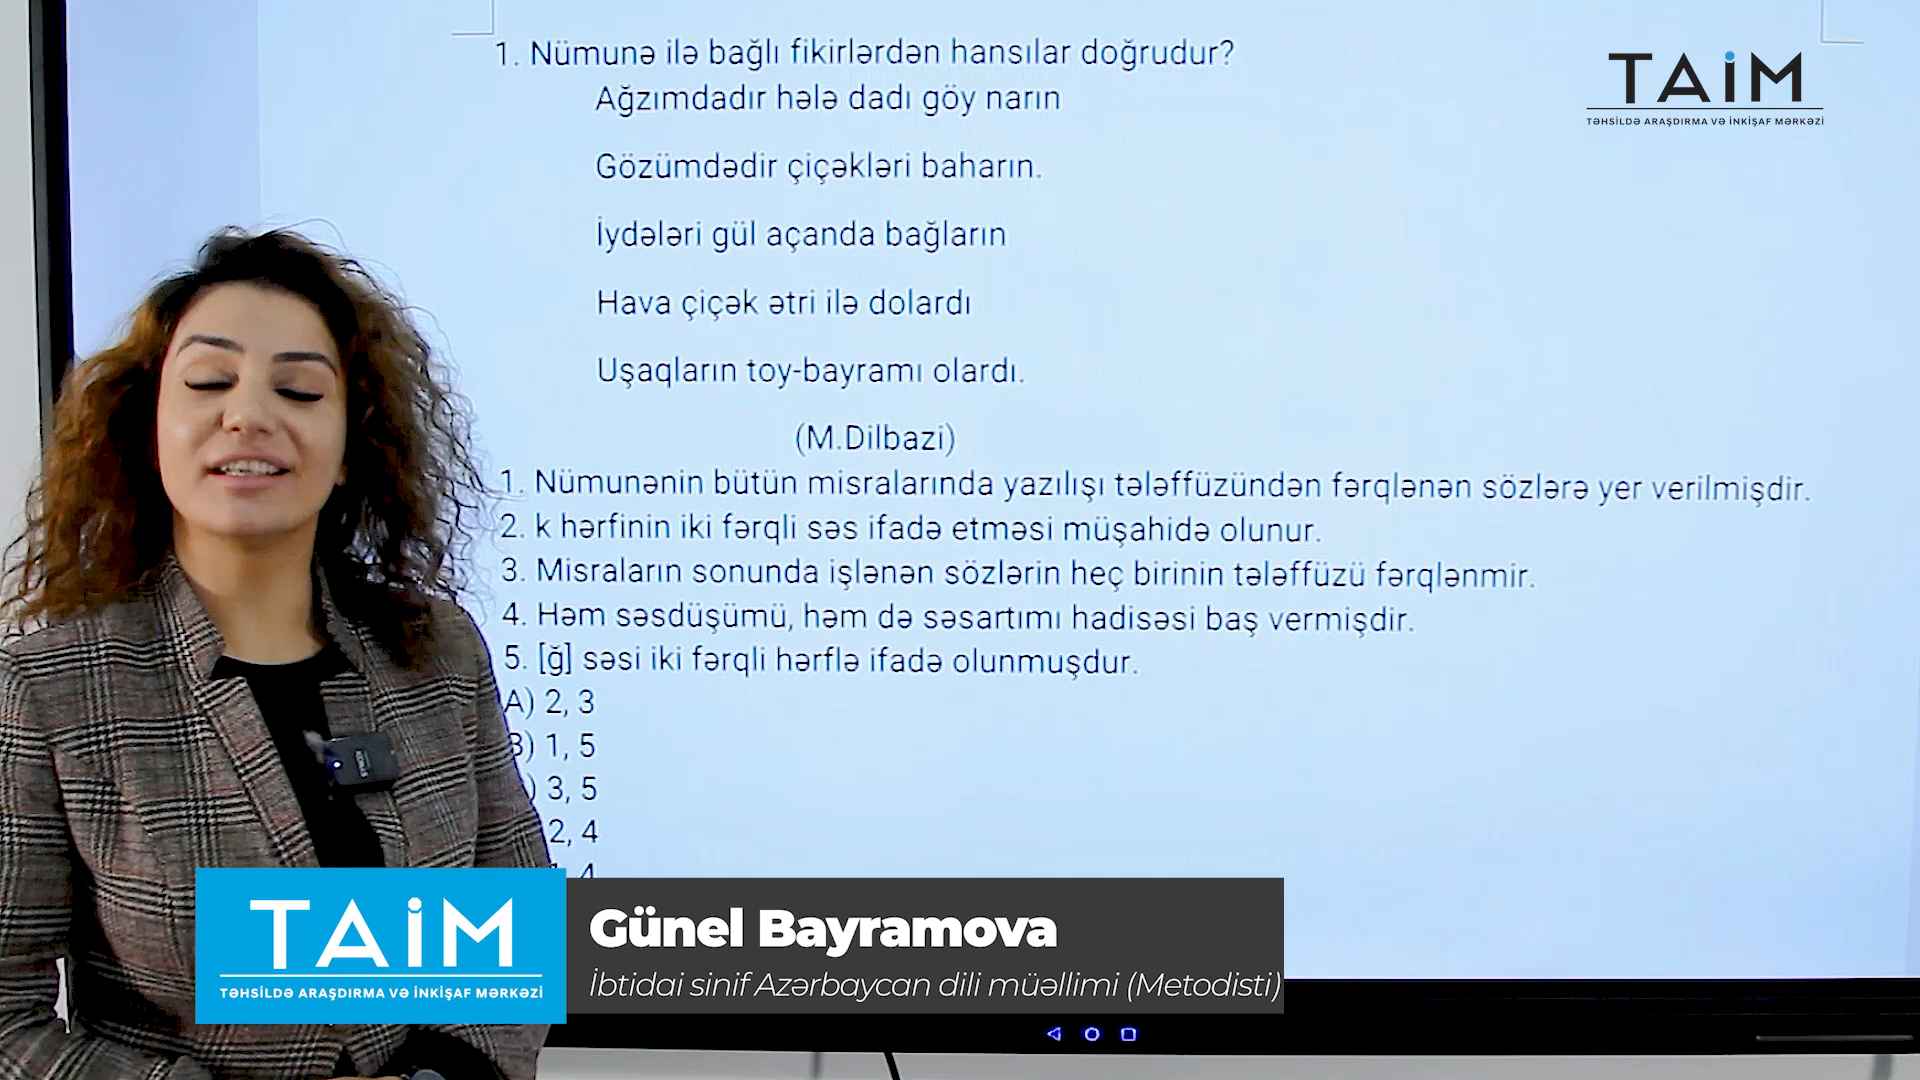 1. Nümunə ilə bağlı fikirlərdən hansılar doğrudur?
Ağzımdadır hələ dadı göy narın
Gözümdədir çiçəkləri baharın.
İydələri gül açanda bağların
Hava çiçək ətri ilə dolardı
Uşaqların toy-bayramı olardı.
(M.Dilbazi)
1. Nümunənin bütün misralarında yazılışı tələffüzündən fərqlənən sözlərə yer verilmişdir.
2. k hərfinin iki fərqli səs ifadə etməsi müşahidə olunur.
3. Misraların sonunda işlənən sözlərin heç birinin tələffüzü fərqlənmir.
4. Həm səsdüşümü, həm də səsartımı hadisəsi baş vermişdir.
5. [ğ] səsi iki fərqli hərflə ifadə olunmuşdur.
A) 2, 3
B) 1, 5
) 3, 5
2, 4
1, 4
TAİM
TƏHSİLDƏ ARAŞDIRMA VƏ İNKİŞAF MƏRKƏZİ
TAİM
TƏHSİLDƏ ARAŞDIRMA VƏ İNKİŞAF MƏRKƏZİ
Günel Bayramova
İbtidai sinif Azərbaycan dili müəllimi (Metodisti)